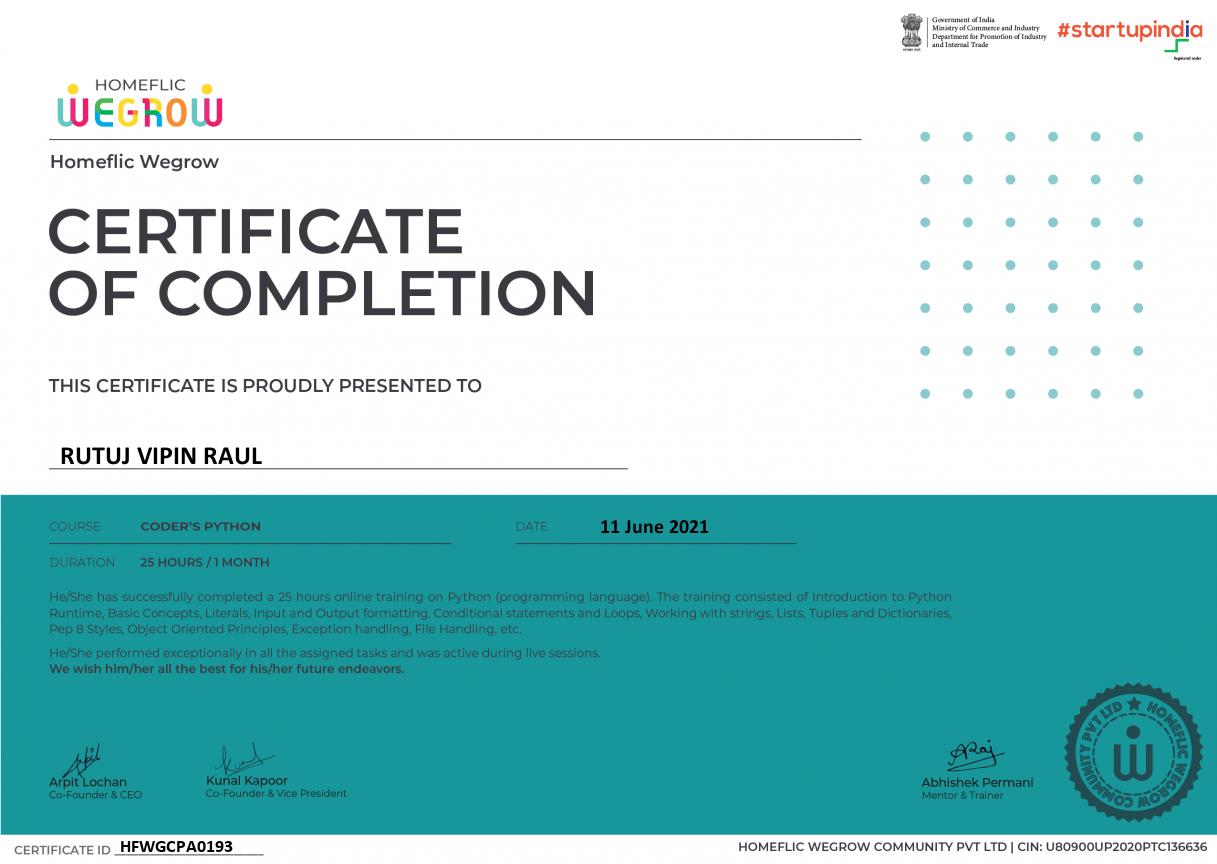 Government of India
Ministry of Commerce and Industry
Department for Promotion of Industry
and Internal Trade
#startupindia
Registered under
HOMEFLIC
WEGROW
Homeflic Wegrow
CERTIFICATE
OF COMPLETION
THIS CERTIFICATE IS PROUDLY PRESENTED TO
RUTUJ VIPIN RAUL
COURSE CODER'S PYTHON DATE 11 June 2021
DURATION 25 HOURS / 1 MONTH
He/She has successfully completed a 25 hours online training on Python (programming language). The training consisted of Introduction to Python
Runtime, Basic Concepts, Literals, Input and Output formatting, Conditional statements and Loops, Working with strings, Lists, Tuples and Dictionaries,
Pep 8 Styles, Object Oriented Principles, Exception handling, File Handling, etc.
He/She performed exceptionally in all the assigned tasks and was active during live sessions.
We wish him/her all the best for his/her future endeavors.
Arpit Lochan
Co-Founder & CEO
Kunal Kapoor
Co-Founder & Vice President
Abhishek Permani
Mentor & Trainer
HOMEFLIC WEGROW COMMUNITY PVT LTD
CERTIFICATE ID HFWGCPA0193
HOMEFLIC WEGROW COMMUNITY PVT LTD | CIN: U80900UP2020PTC136636